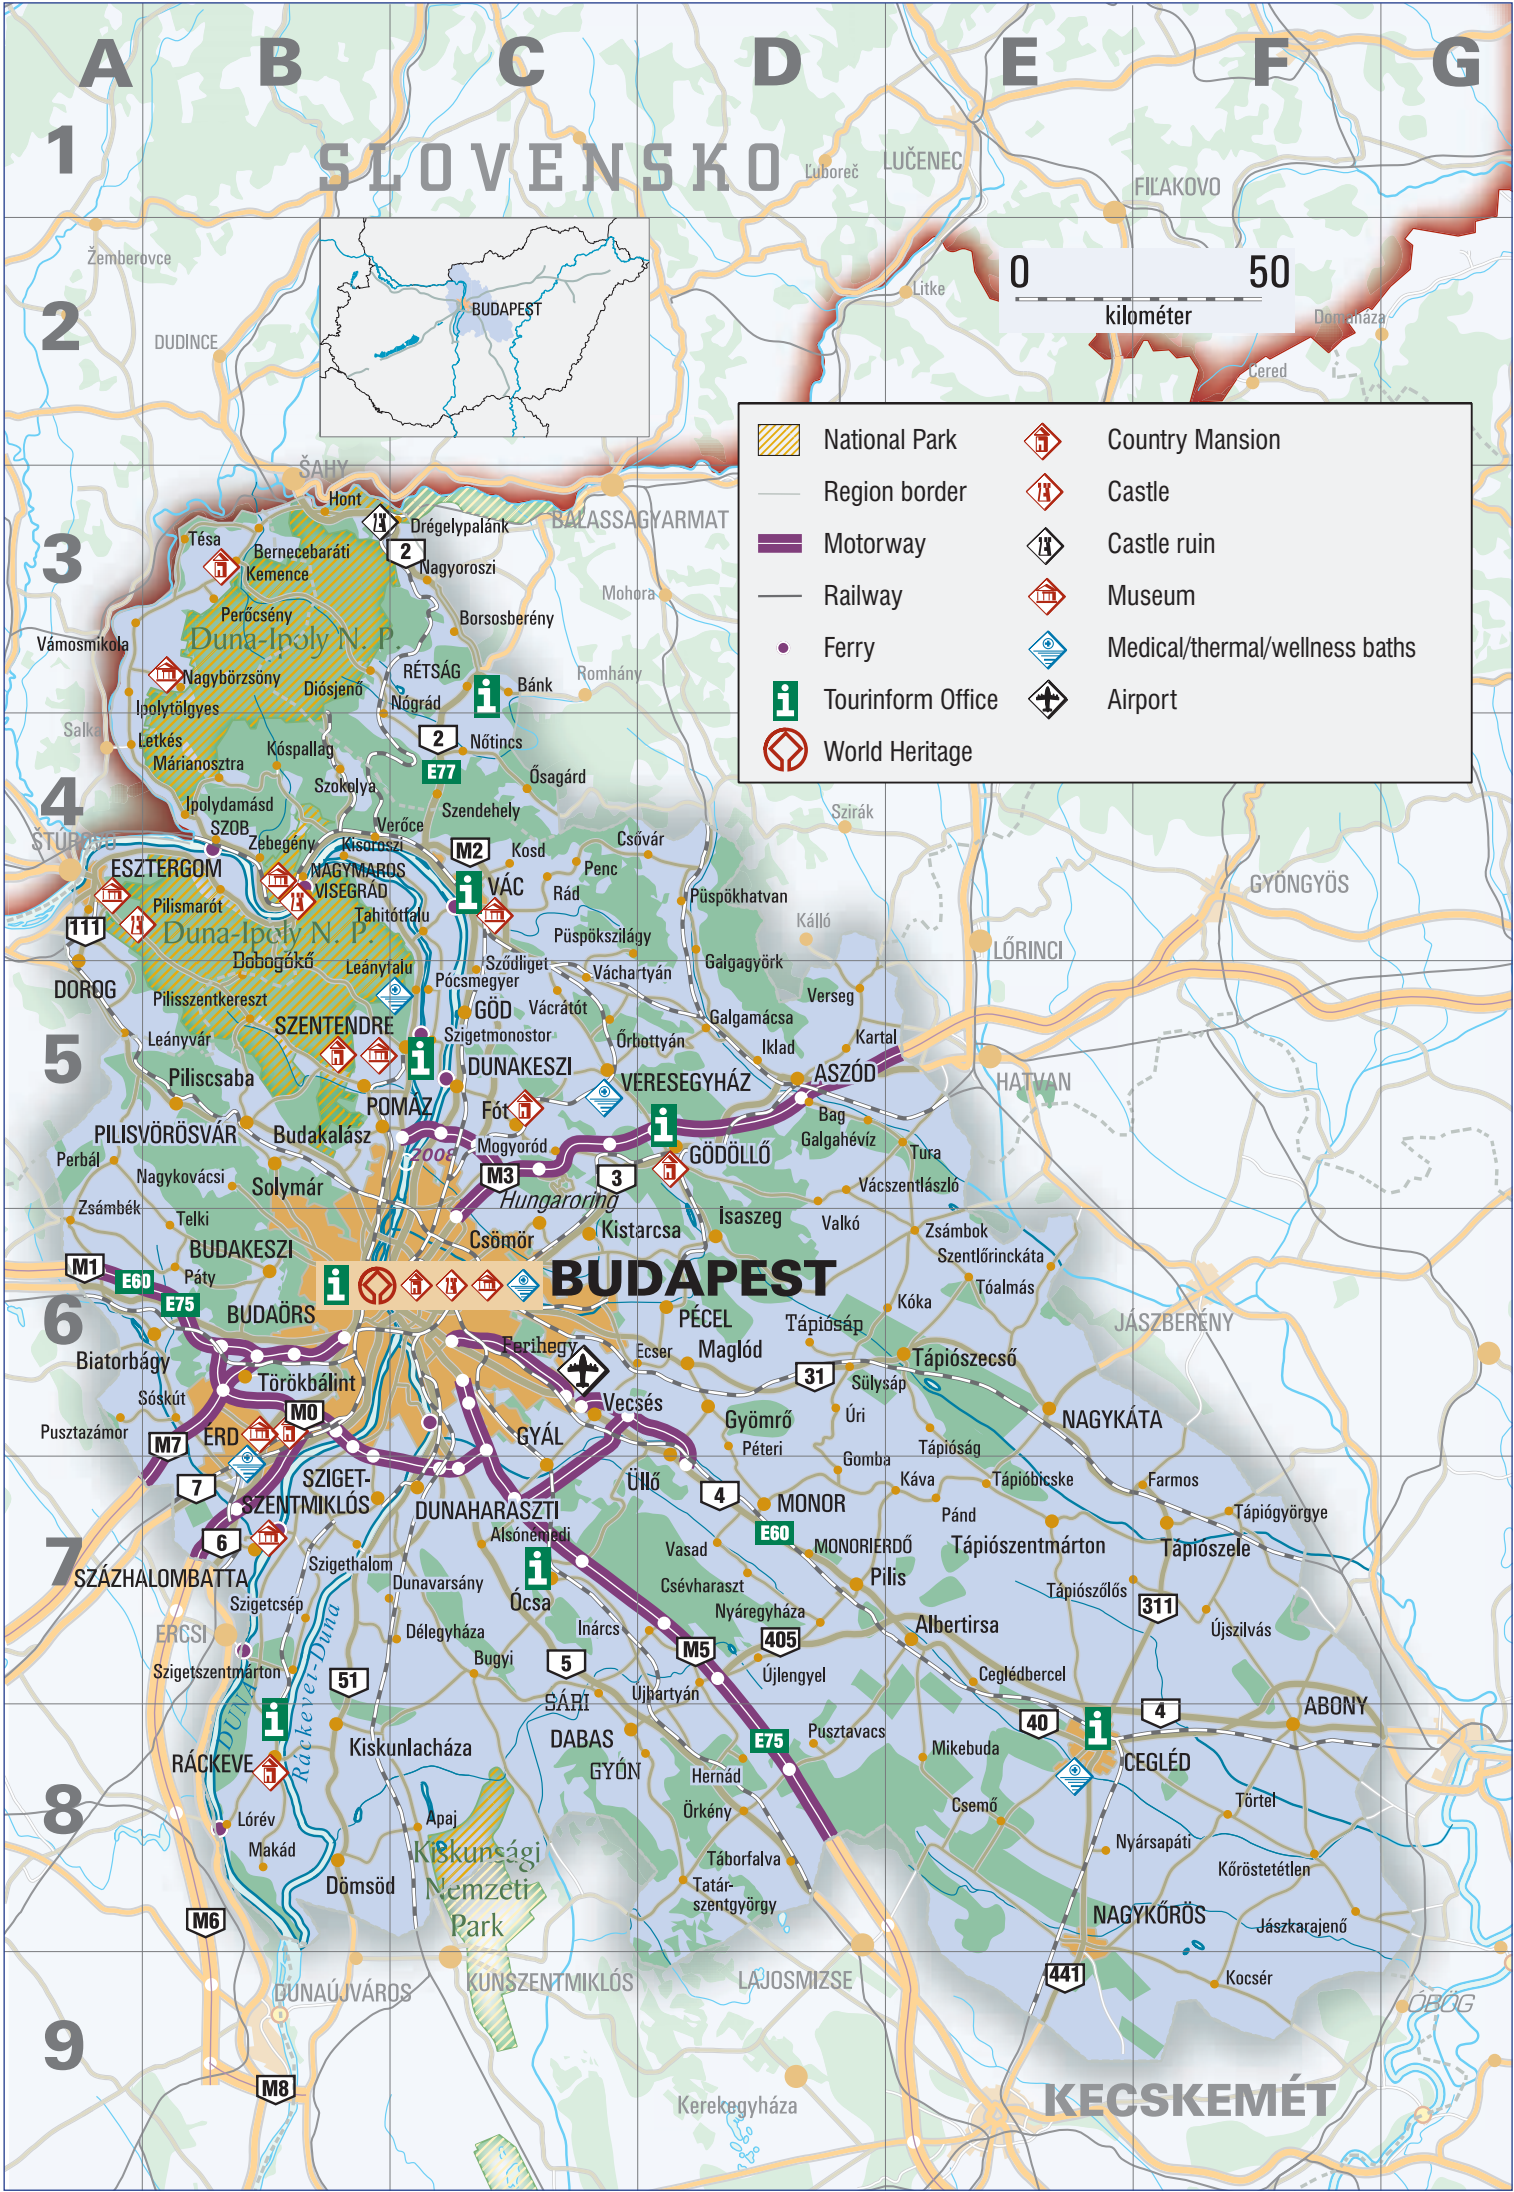 A B C D E F G
1
SLOVENSKO
Ľuboreč
LUČENEC
FIĽAKOVO
Žemberovce
0 50
kilométer
Litke
2
DUDINCE
BUDAPEST
Cered
National Park
Country Mansion
Region border
Castle
Motorway
Castle ruin
Railway
Museum
Ferry
Medical/thermal/wellness baths
Tourinform Office
Airport
World Heritage
ŠAHY
Hont
Drégelypalánk
BALASSAGYARMAT
3
Tésa
Bernecebaráti
2
Kemence
Nagyoroszi
Mohora
Perőcsény
Borsosberény
Duna-Ipoly N. P.
Vámosmikola
Nagybörzsöny
Diósjenő
RÉTSÁG
Bánk
Romhány
Nógrád
Ipolytölgyes
Salka
Letkés
Kóspallag
2
Nőtincs
Márianosztra
E77
Ősagárd
Szokolya
4
Ipolydamásd
Szendehely
SZOB
Verőce
Szirák
ŠTÚROVO
Zebegény
Kisoroszi
M2
Kosd
Csővár
ESZTERGOM
NAGYMAROS
Penc
VISEGRÁD
VÁC
Rád
GYÖNGYÖS
Pilismarót
Tahitótfalu
Püspökhatvan
111
Duna-Ipoly N. P.
Püspökszilágy
Kálló
LŐRINCI
Dobogókő
Leányfalu
Sződliget
Galgagyörk
DOROG
Pócsmegyer
Váchartyán
Pilisszentkereszt
Verseg
GÖD
Vácrátót
SZENTENDRE
Galgamácsa
Leányvár
Szigetmonostor
Őrbottyán
Iklad
Kartal
5
DUNAKESZI
ASZÓD
HATVAN
Piliscsaba
VERESEGYHÁZ
POMÁZ
Fót
Bag
PILISVÖRÖSVÁR
Budakalász
Mogyoród
Galgahévíz
Perbál
2008
GÖDÖLLŐ
Tura
Nagykovácsi
M3
3
Solymár
Hungaroring
Vácszentlászló
Zsámbék
Telki
Csömör
Kistarcsa
Isaszeg
Valkó
Zsámbok
BUDAKESZI
Szentlőrinckáta
M1
E60
Páty
BUDAPEST
Tóalmás
E75
BUDAÖRS
Kóka
6
PÉCEL
Tápiósáp
JÁSZBERÉNY
Biatorbágy
Ferihegy
Ecser
Maglód
Tápiószecső
Törökbálint
31
Sülysáp
Sóskút
M0
Vecsés
Gyömrő
Úri
NAGYKÁTA
Pusztazámor
M7
ÉRD
GYÁL
Péteri
Tápióság
Gomba
7
SZIGET-
SZENTMIKLÓS
Üllő
4
Káva
Tápióbicske
Farmos
DUNAHARASZTI
MONOR
Pánd
Tápiógyörgye
Alsónémedi
E60
7
6
Szigethalom
Vasad
MONORIERDŐ
Tápiószentmárton
Tápiószele
SZÁZHALOMBATTA
Dunavarsány
Csévharaszt
Pilis
Tápiószőlős
Szigetcsép
Ócsa
Nyáregyháza
311
ERCSI
Délegyháza
Inárcs
Albertirsa
Újszilvás
M5
405
Szigetszentmárton
Bugyi
5
Újlengyel
Ceglédbercel
51
SÁRI
Újhartyán
DUNA
Ráckevei-Duna
DABAS
E75
Pusztavacs
40
4
ABONY
RÁCKEVE
Kiskunlacháza
GYÓN
Mikebuda
CEGLÉD
Hernád
8
Lórév
Apaj
Örkény
Csemő
Törtel
Makád
Kiskunsági
Nemzeti
Park
Táborfalva
Nyársapáti
Kőröstetétlen
Dömsöd
Tatár-
szentgyörgy
M6
NAGYKŐRÖS
Jászkarajenő
DUNAÚJVÁROS
KUNSZENTMIKLÓS
LAJOSMIZSE
441
Kocsér
ÓBÖG
9
M8
Kerekegyháza
KECSKEMÉT